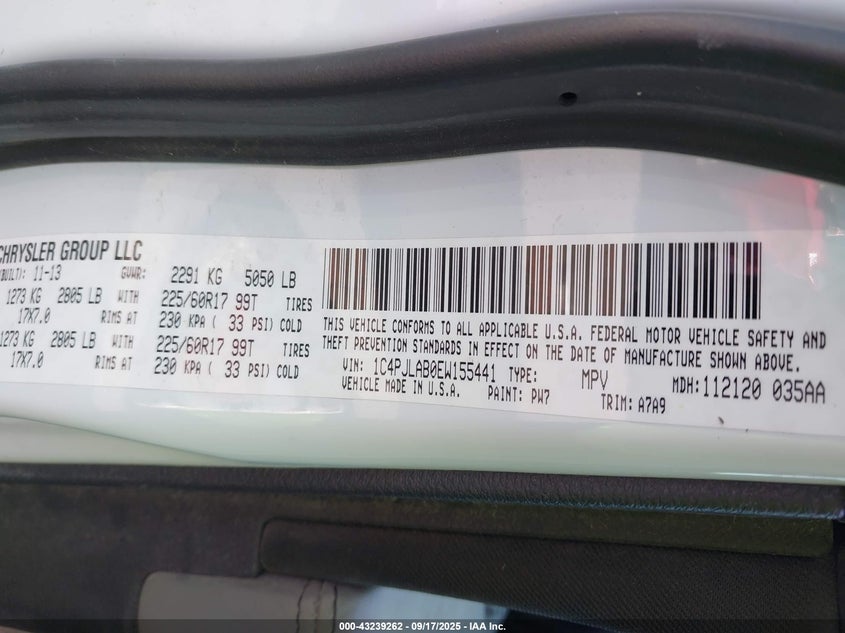 CHRYSLER GROUP LLC
BUILT): 11-13 GVWR: 2291 KG 5050 LB
1273 KG 2805 LB WITH 225/60R17 99T TIRES
17X7.0 RIMS AT 230 KPA ( 33 PSI) COLD
1273 KG 2805 LB WITH 225/60R17 99T TIRES
17X7.0 RIMS AT 230 KPA ( 33 PSI) COLD
THIS VEHICLE CONFORMS TO ALL APPLICABLE U.S.A. FEDERAL MOTOR VEHICLE SAFETY AND
THEFT PREVENTION STANDARDS IN EFFECT ON THE DATE OF MANUFACTURE SHOWN ABOVE.
VIN: 1C4PJLAB0EW155441 TYPE: MPV MDH: 112120 035AA
VEHICLE MADE IN U.S.A. PAINT: PW7 TRIM: A7A9
000-43239262 - 09/17/2025 - IAA Inc.